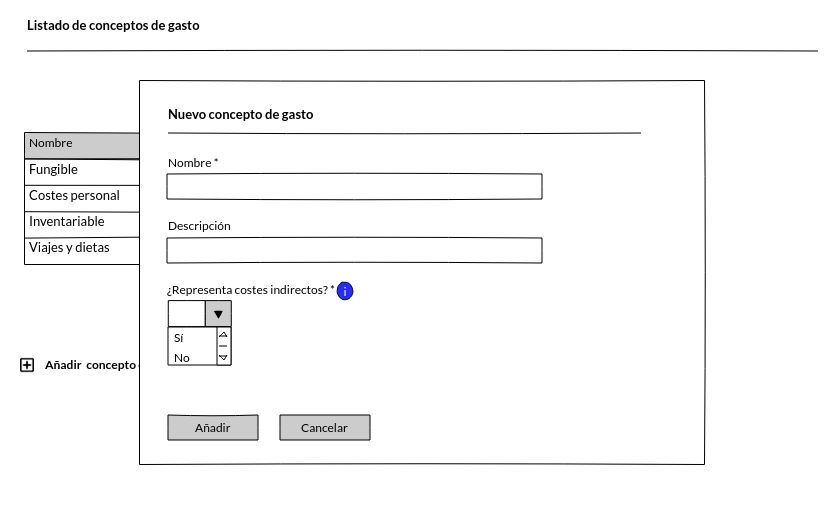 Listado de conceptos de gasto
Nuevo concepto de gasto
Nombre
Fungible
Costes personal
Inventariable
Viajes y dietas
Nombre *
Descripción
¿Representa costes indirectos? * i
Sí
No
Añadir concepto
Añadir
Cancelar